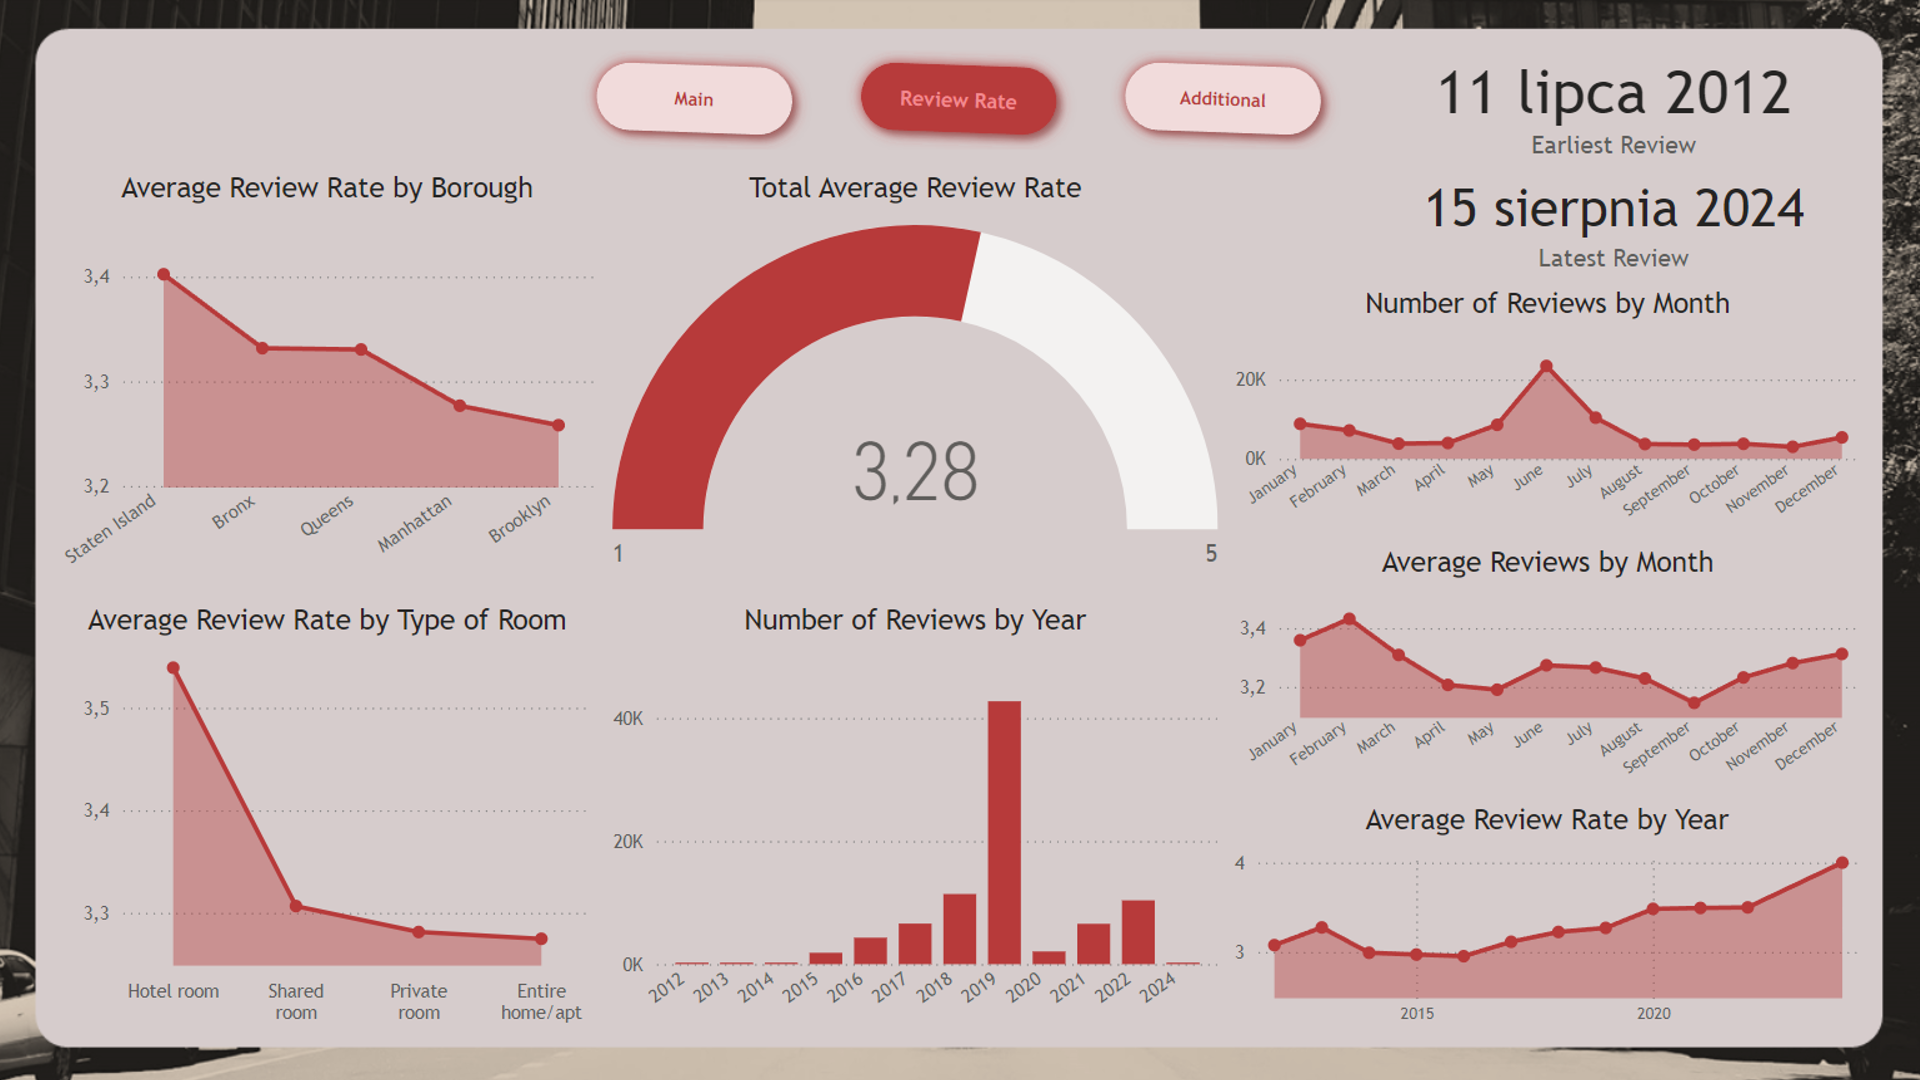 Main
Review Rate
Additional
11 lipca 2012
Earliest Review
15 sierpnia 2024
Latest Review
Average Review Rate by Borough
3,4
3,3
3,2
Staten Island
Bronx
Queens
Manhattan
Brooklyn
Total Average Review Rate
3,28
1
5
Number of Reviews by Month
20K
0K
January
February
March
April
May
June
July
August
September
October
November
December
Average Reviews by Month
3,4
3,2
January
February
March
April
May
June
July
August
September
October
November
December
Average Review Rate by Type of Room
3,5
3,4
3,3
Hotel room
Shared
room
Private
room
Entire
home/apt
Number of Reviews by Year
40K
20K
0K
2012
2013
2014
2015
2016
2017
2018
2019
2020
2021
2022
2024
Average Review Rate by Year
4
3
2015
2020